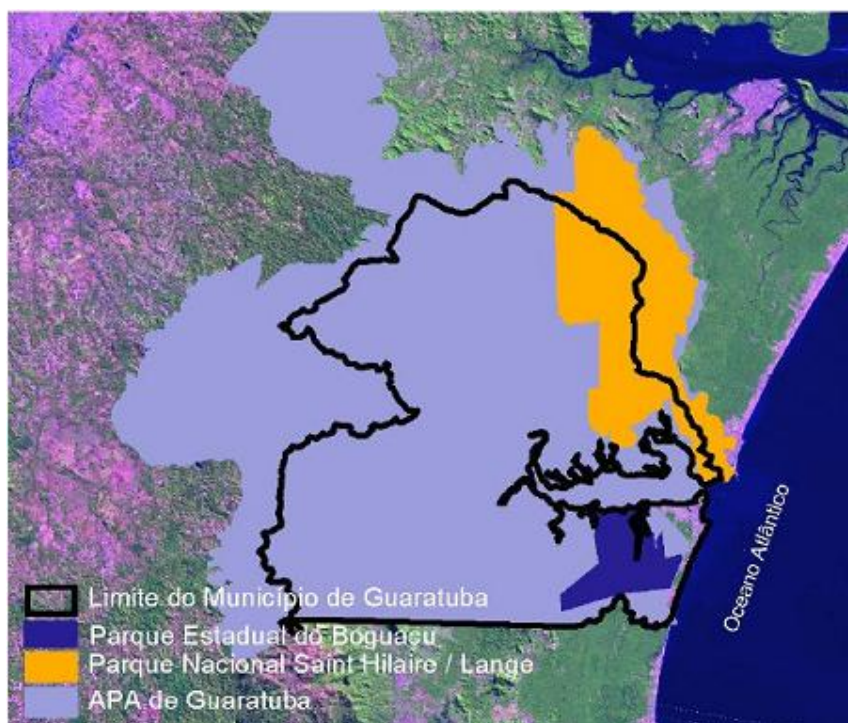 Oceano Atlântico
Limite do Município de Guaratuba
Parque Estadual do Boguaçu
Parque Nacional Saint Hilaire / Lange
APA de Guaratuba